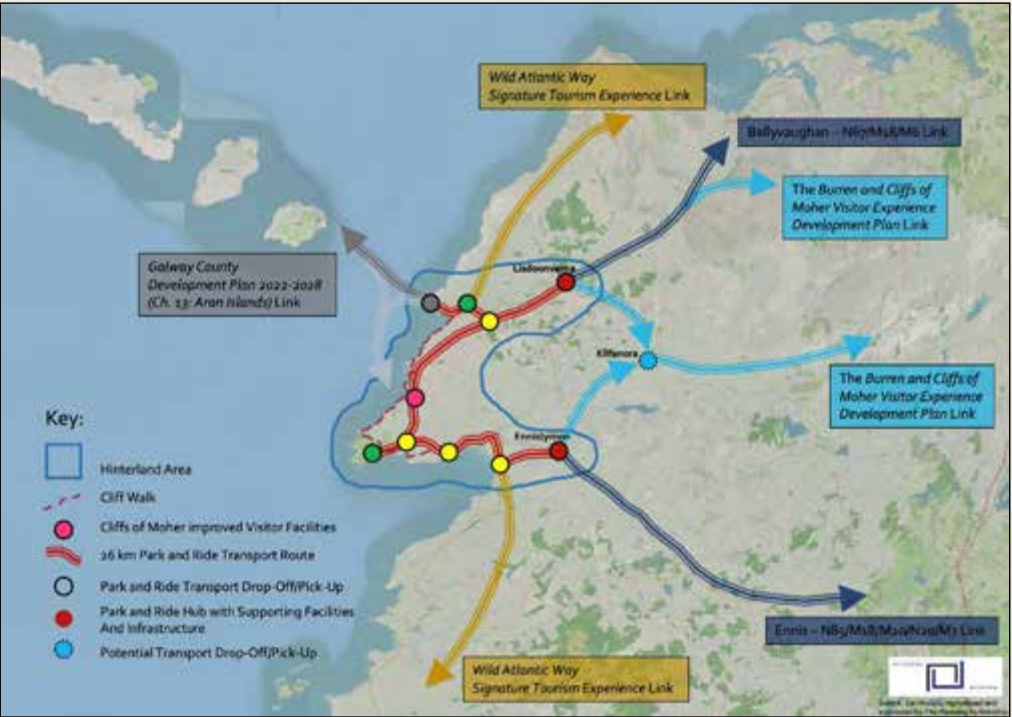 Wild Atlantic Way
Signature Tourism Experience Link
Ballyvaughan – N67/M18/M6 Link
The Burren and Cliffs of
Moher Visitor Experience
Development Plan Link
Galway County
Development Plan 2022-2028
(Ch. 13: Aran Islands) Link
Lisdoonvarna
Kilfenora
The Burren and Cliffs of
Moher Visitor Experience
Development Plan Link
Ennistymon
Key:
Hinterland Area
Cliff Walk
Cliffs of Moher improved Visitor Facilities
26 km Park and Ride Transport Route
Park and Ride Transport Drop-Off/Pick-Up
Park and Ride Hub with Supporting Facilities
And Infrastructure
Potential Transport Drop-Off/Pick-Up
Ennis – N85/M18/M20/N20/M7 Link
Wild Atlantic Way
Signature Tourism Experience Link